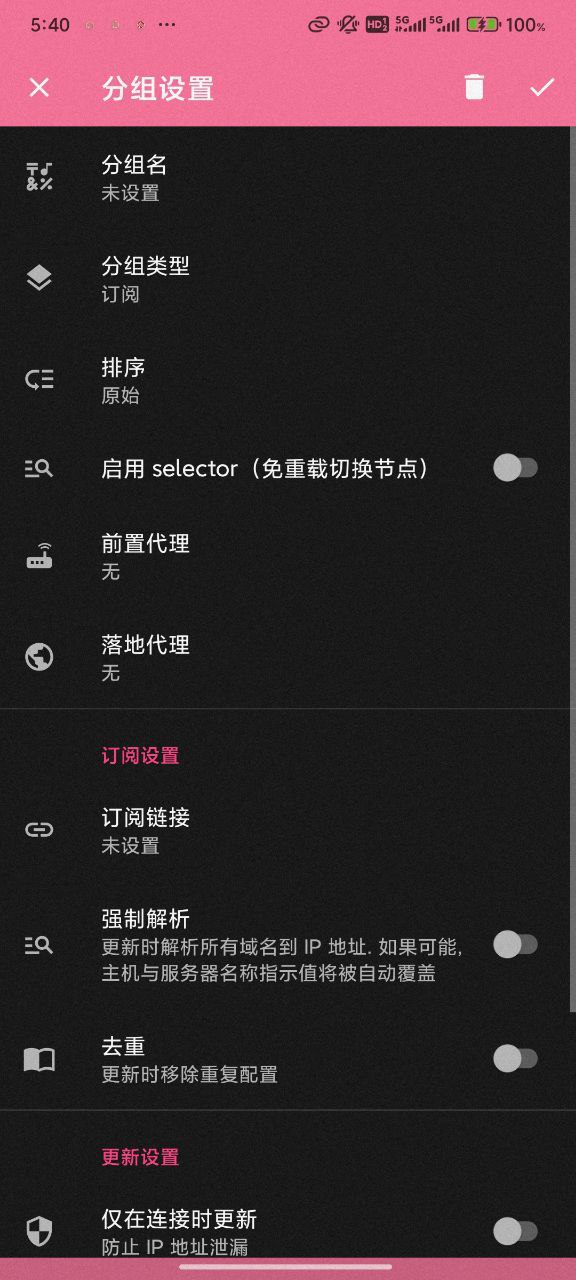 5:40
HD 1 2 5G 5G 100%
分组设置
分组名
未设置
分组类型
订阅
排序
原始
启用 selector（免重载切换节点）
前置代理
无
落地代理
无
订阅设置
订阅链接
未设置
强制解析
更新时解析所有域名到 IP 地址. 如果可能,
主机与服务器名称指示值将被自动覆盖
去重
更新时移除重复配置
更新设置
仅在连接时更新
防止 IP 地址泄漏